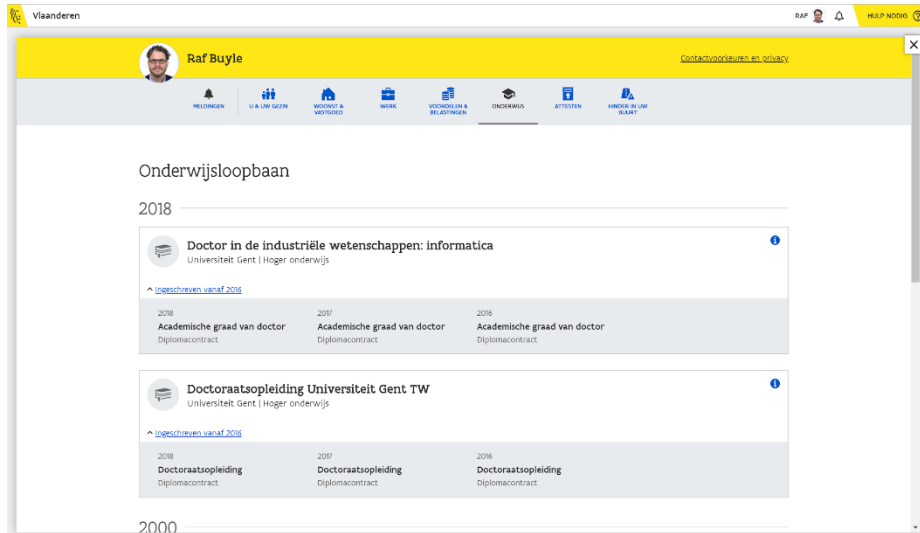 Vlaanderen
RAF
HULP NODIG ?
Raf Buyle
Contactvoorkeuren en privacy
MELDINGEN
U & UW GEZIN
WOONST &
VASTGOED
WERK
VOORDELEN &
BELASTINGEN
ONDERWIJS
ATTESTEN
HINDER IN UW
BUURT
Onderwijsloopbaan
2018
Doctor in de industriële wetenschappen: informatica
Universiteit Gent | Hoger onderwijs
Ingeschreven vanaf 2016
2018 2017 2016
Academische graad van doctor Academische graad van doctor Academische graad van doctor
Diplomacontract Diplomacontract Diplomacontract
Doctoraatsopleiding Universiteit Gent TW
Universiteit Gent | Hoger onderwijs
Ingeschreven vanaf 2016
2018 2017 2016
Doctoraatsopleiding Doctoraatsopleiding Doctoraatsopleiding
Diplomacontract Diplomacontract Diplomacontract
2000